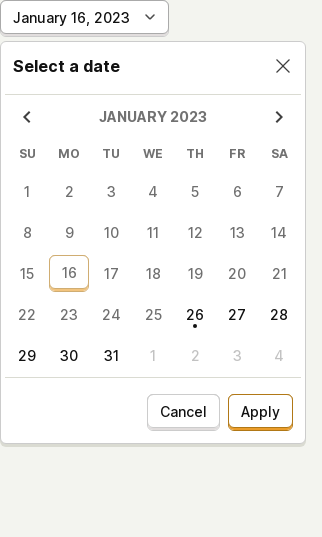 January 16, 2023
Select a date
JANUARY 2023
SU MO TU WE TH FR SA
1 2 3 4 5 6 7
8 9 10 11 12 13 14
15 16 17 18 19 20 21
22 23 24 25 26 27 28
29 30 31 1 2 3 4
Cancel Apply